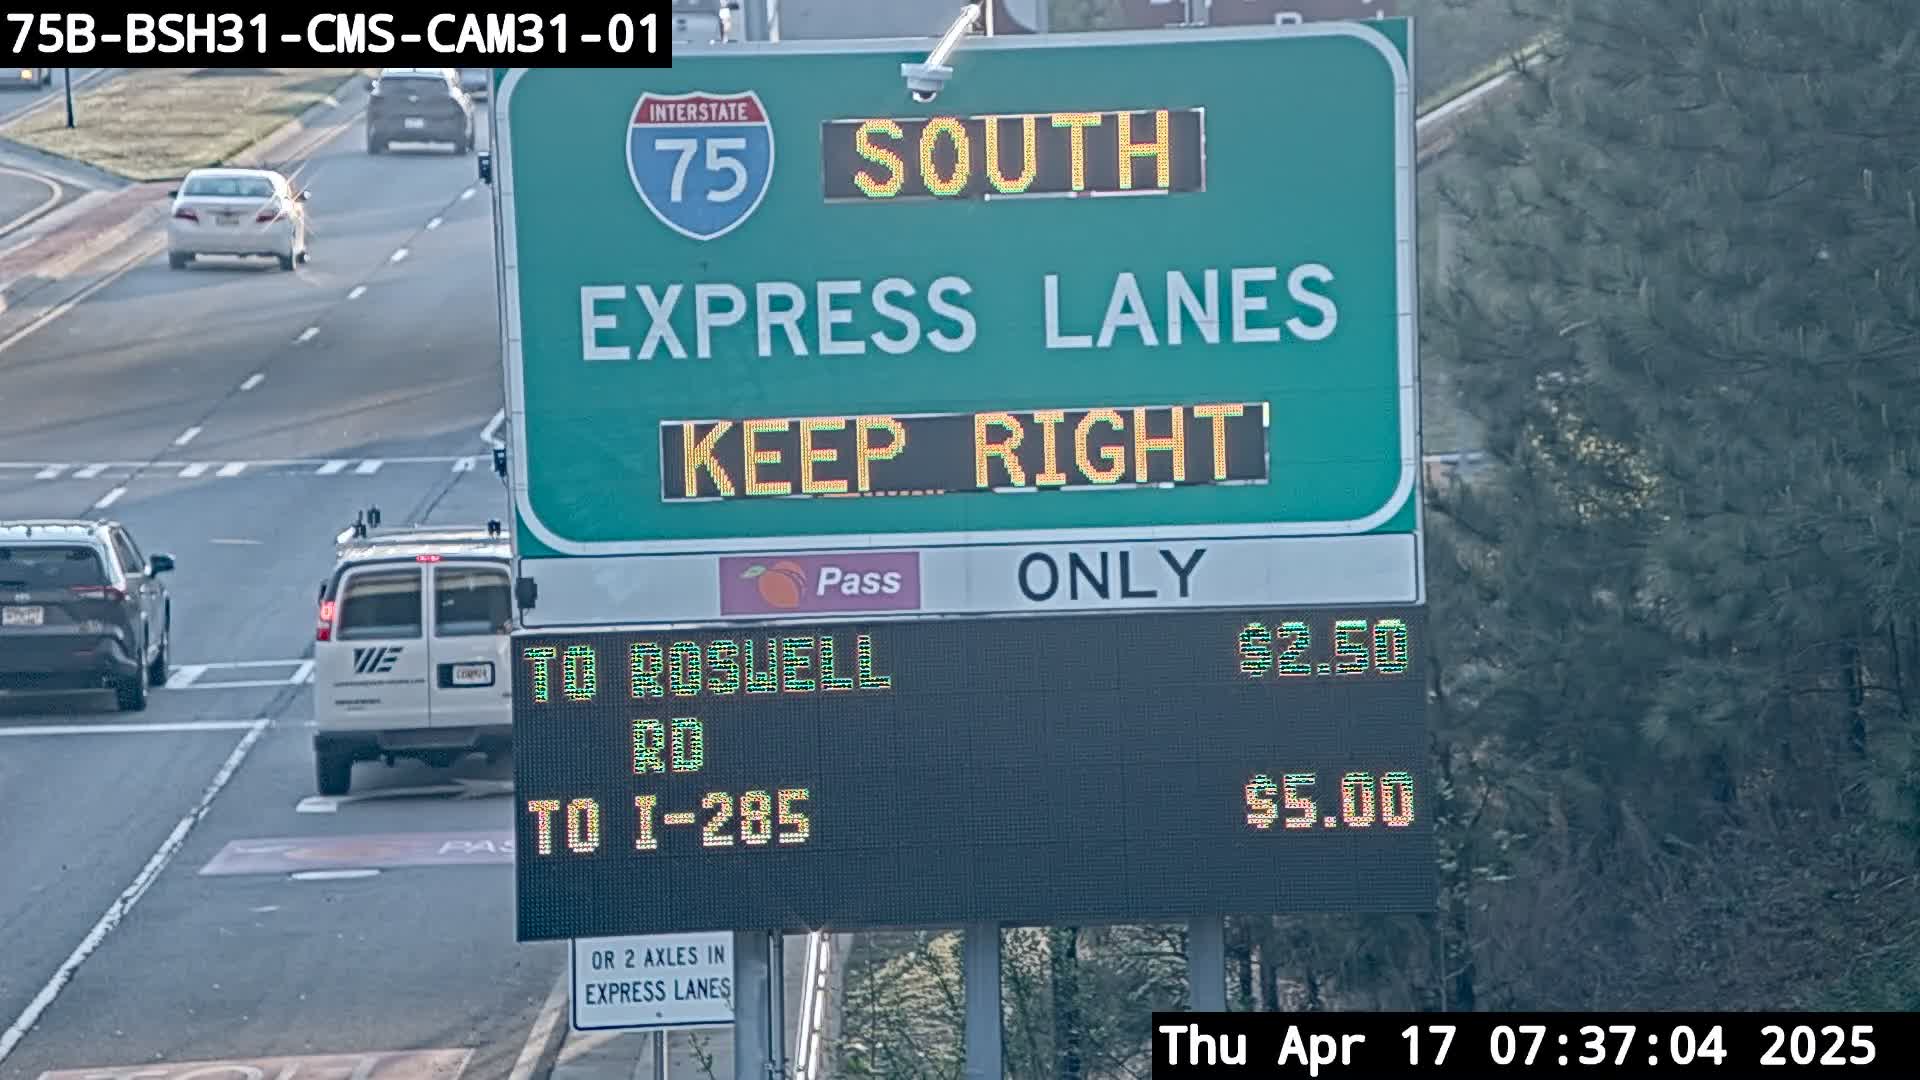 75B-BSH31-CMS-CAM31-01
INTERSTATE
75
SOUTH
EXPRESS LANES
KEEP RIGHT
Pass ONLY
TO ROSWELL $2.50
RD
TO I-285 $5.00
OR 2 AXLES IN
EXPRESS LANES
Thu Apr 17 07:37:04 2025